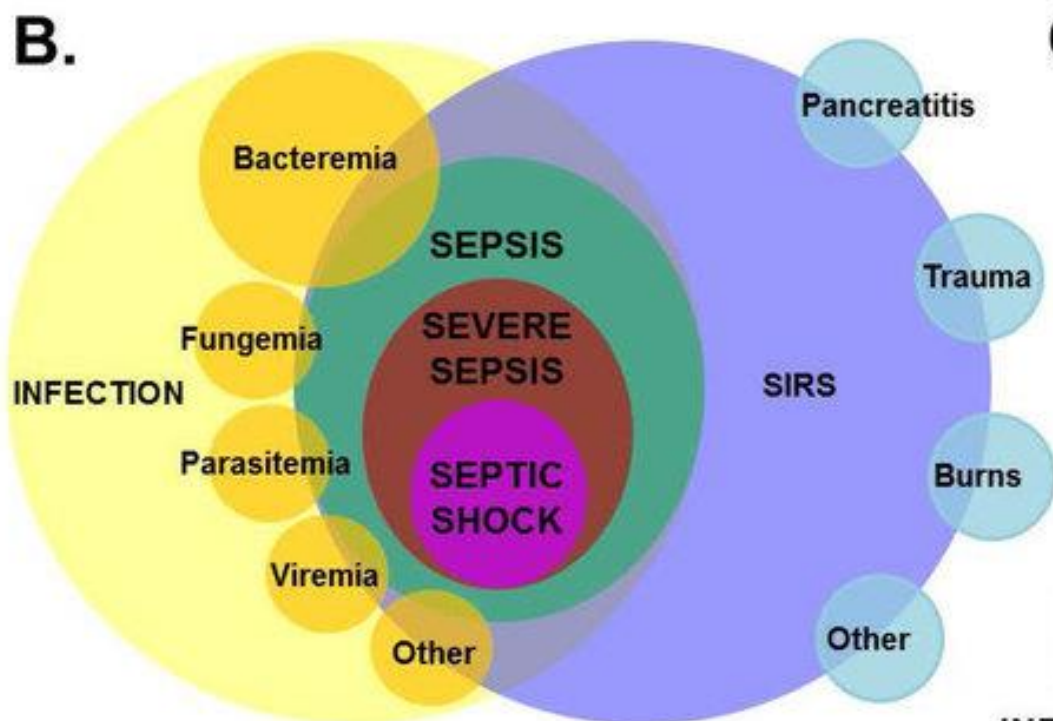 B.
Pancreatitis
Bacteremia
SEPSIS
Trauma
Fungemia
SEVERE
SEPSIS
INFECTION
SIRS
Parasitemia
SEPTIC
SHOCK
Burns
Viremia
Other
Other